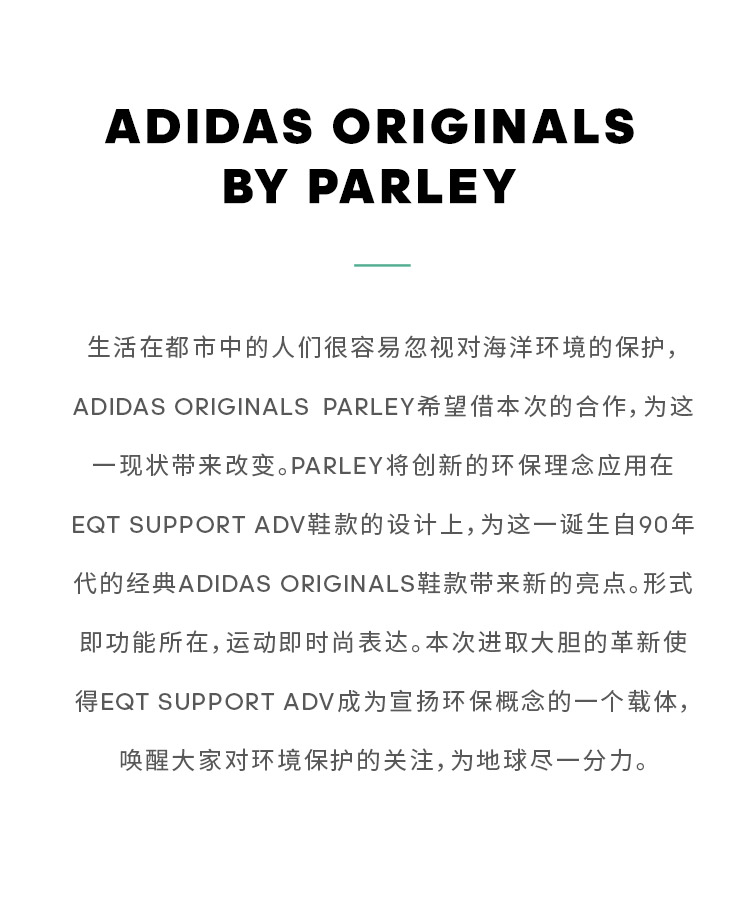 ADIDAS ORIGINALS
BY PARLEY
生活在都市中的人们很容易忽视对海洋环境的保护，
ADIDAS ORIGINALS PARLEY希望借本次的合作，为这
一现状带来改变。PARLEY将创新的环保理念应用在
EQT SUPPORT ADV鞋款的设计上，为这一诞生自90年
代的经典ADIDAS ORIGINALS鞋款带来新的亮点。形式
即功能所在，运动即时尚表达。本次进取大胆的革新使
得EQT SUPPORT ADV成为宣扬环保概念的一个载体，
唤醒大家对环境保护的关注，为地球尽一分力。